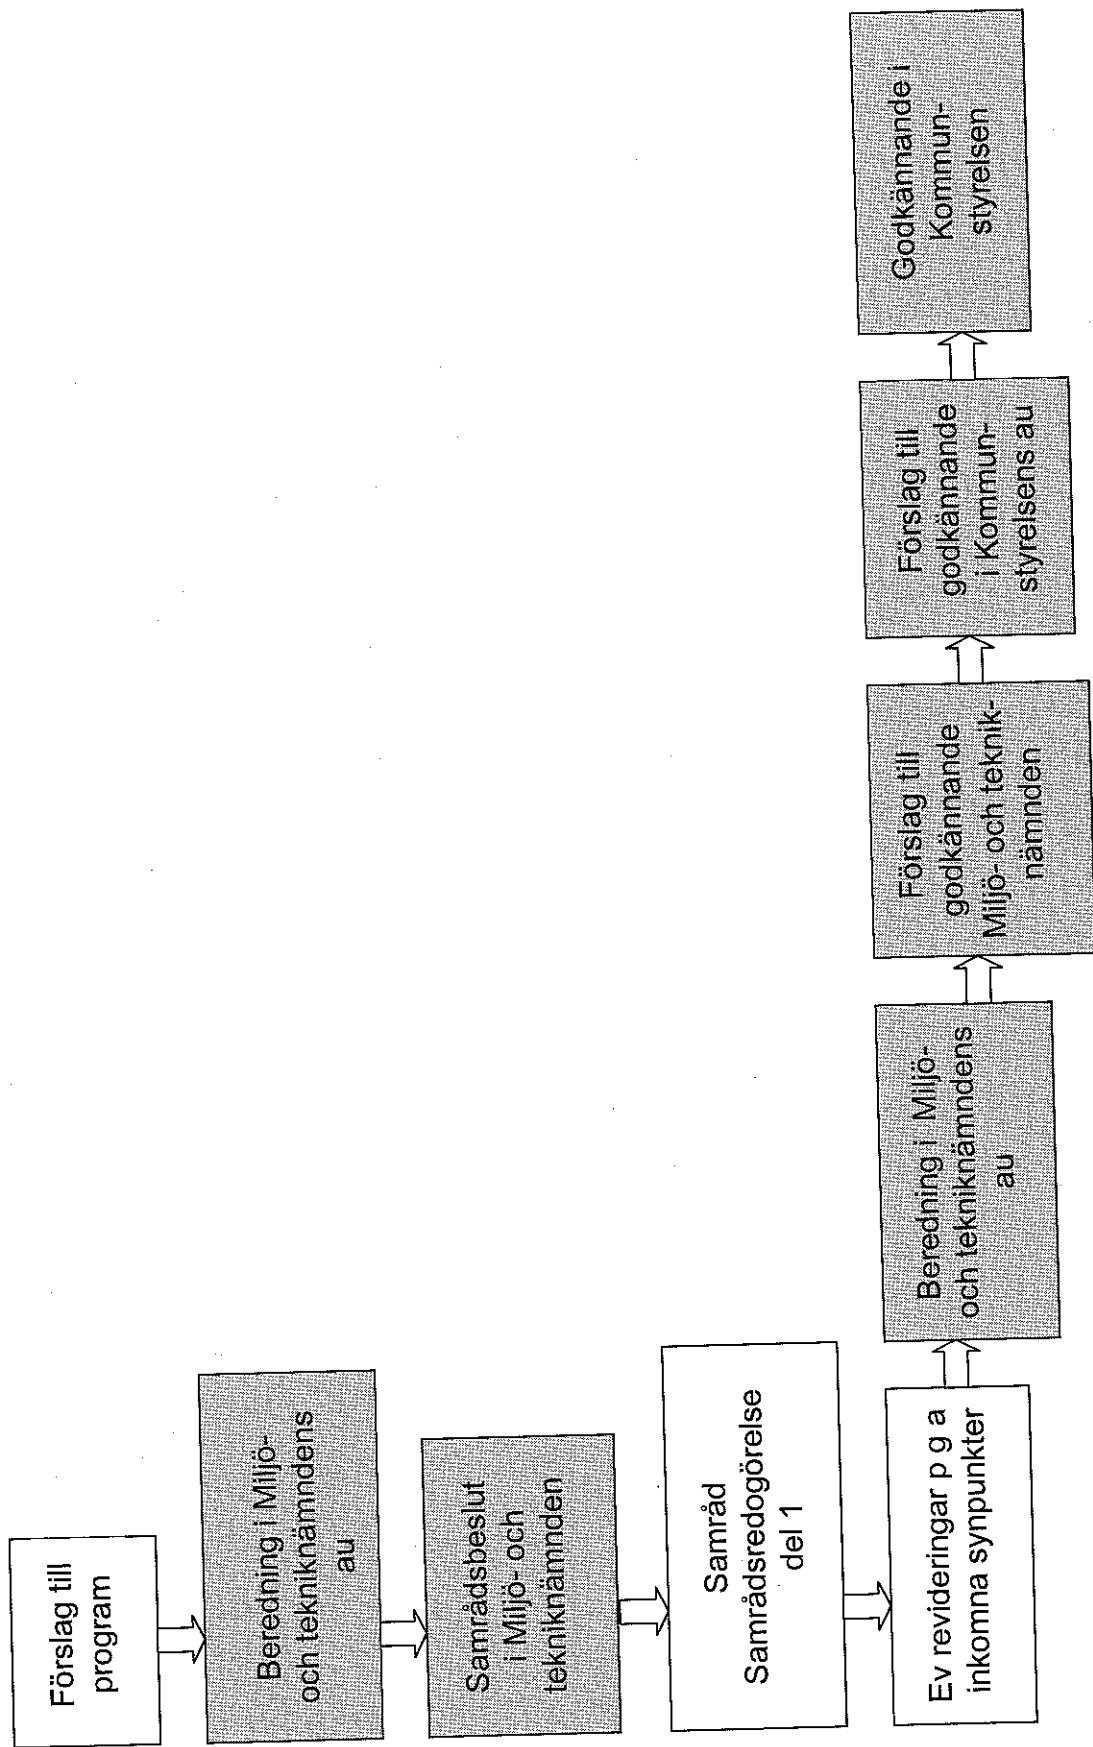 Förslag till
program
Beredning i Miljö-
och tekniknämndens
au
Samrådsbeslut
i Miljö- och
tekniknämnden
Samråd
Samrådsredogörelse
del 1
Ev revideringar p g a
inkomna synpunkter
Beredning i Miljö-
och tekniknämndens
au
Förslag till
godkännande
Miljö- och teknik-
nämnden
Förslag till
godkännande
i Kommun-
styrelsens au
Godkännande i
Kommun-
styrelsen